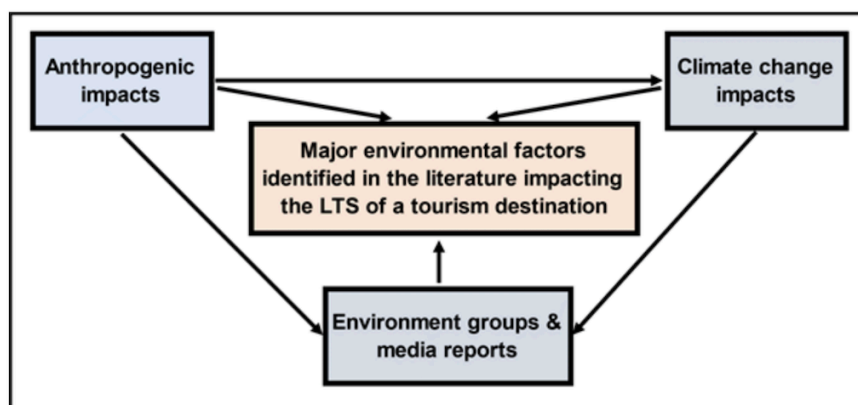 Anthropogenic
impacts
Climate change
impacts
Major environmental factors
identified in the literature impacting
the LTS of a tourism destination
Environment groups &
media reports